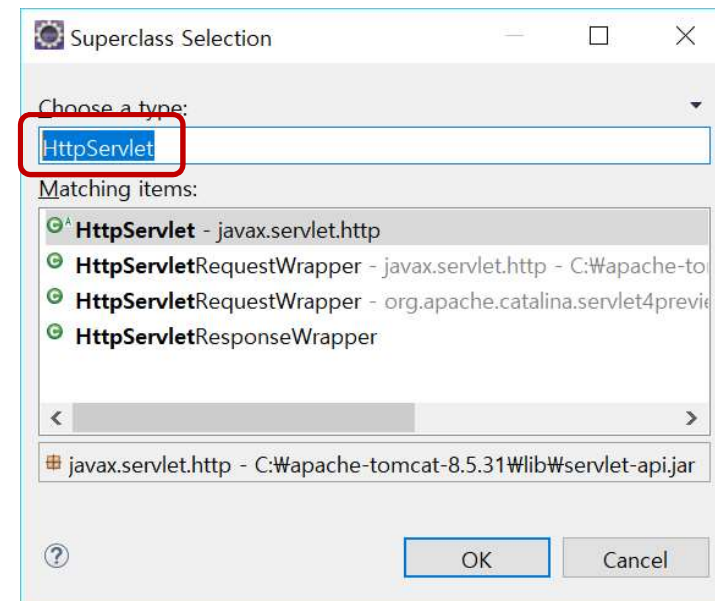 Superclass Selection
Choose a type:
HttpServlet
Matching items:
HttpServlet - javax.servlet.http
HttpServletRequestWrapper - javax.servlet.http - C:₩apache-to
HttpServletRequestWrapper - org.apache.catalina.servlet4previe
HttpServletResponseWrapper
javax.servlet.http - C:₩apache-tomcat-8.5.31₩lib₩servlet-api.jar
OK Cancel